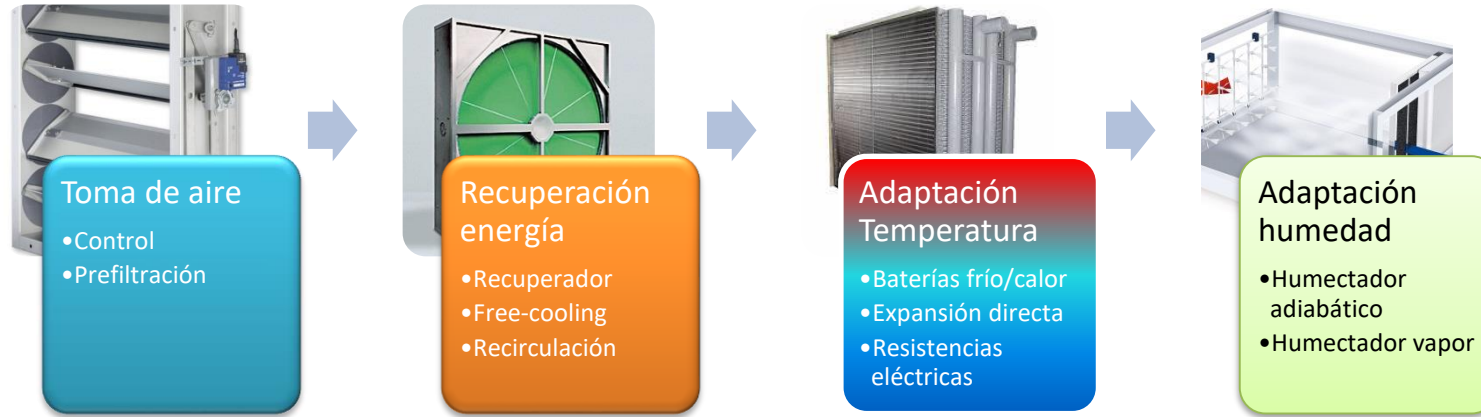 Toma de aire
•Control
•Prefiltración
Recuperación
energía
•Recuperador
•Free-cooling
•Recirculación
Adaptación
Temperatura
•Baterías frío/calor
•Expansión directa
•Resistencias
eléctricas
Adaptación
humedad
•Humectador
adiabático
•Humectador vapor